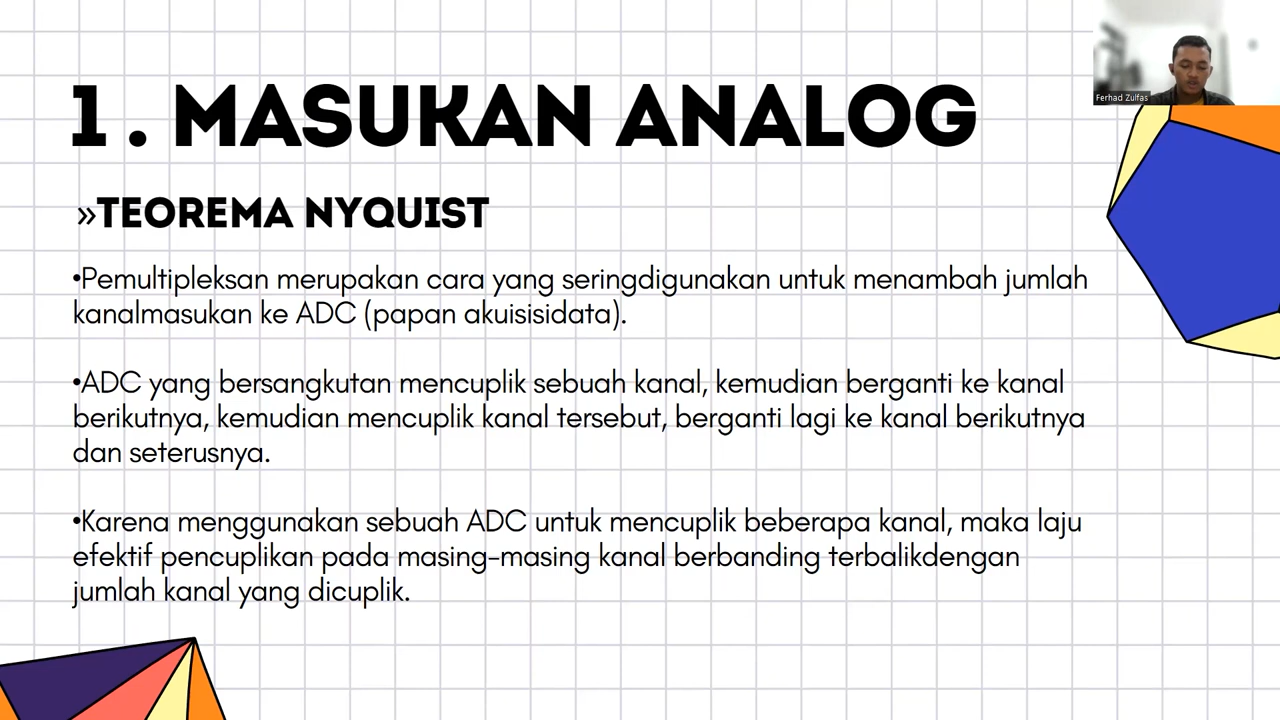 1. MASUKAN ANALOG
Ferhad Zulfas
»TEOREMA NYQUIST
•Pemultipleksan merupakan cara yang seringdigunakan untuk menambah jumlah
kanalmasukan ke ADC (papan akuisisidata).
•ADC yang bersangkutan mencuplik sebuah kanal, kemudian berganti ke kanal
berikutnya, kemudian mencuplik kanal tersebut, berganti lagi ke kanal berikutnya
dan seterusnya.
•Karena menggunakan sebuah ADC untuk mencuplik beberapa kanal, maka laju
efektif pencuplikan pada masing-masing kanal berbanding terbalikdengan
jumlah kanal yang dicuplik.